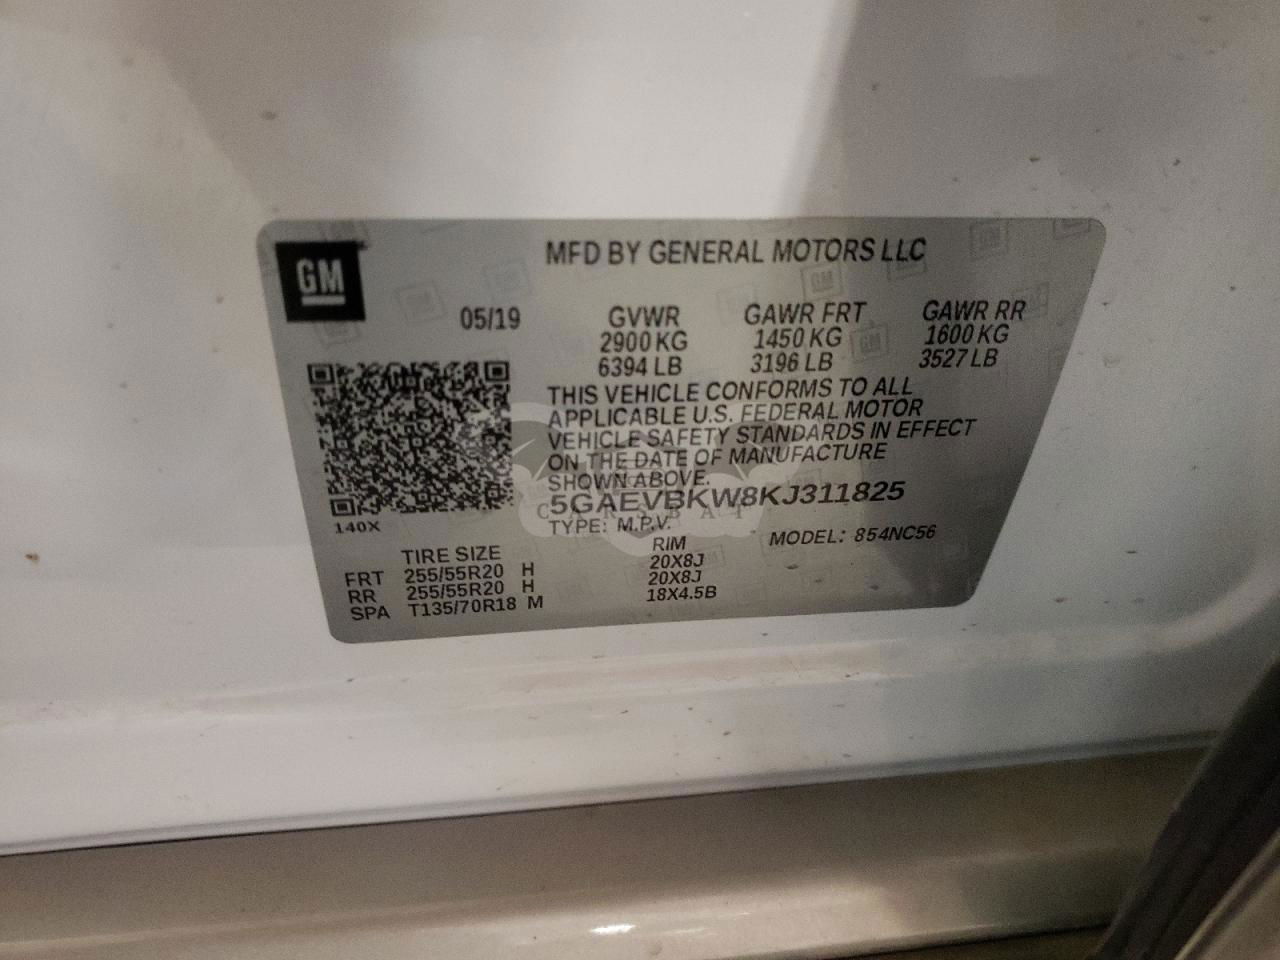 GM
MFD BY GENERAL MOTORS LLC
05/19
GVWR GAWR FRT GAWR RR
2900 KG 1450 KG 1600 KG
6394 LB 3196 LB 3527 LB
THIS VEHICLE CONFORMS TO ALL
APPLICABLE U.S. FEDERAL MOTOR
VEHICLE SAFETY STANDARDS IN EFFECT
ON THE DATE OF MANUFACTURE
SHOWN ABOVE.
5GAEVBKW8KJ311825
CARSBAT
140X
TYPE: M.P.V. MODEL: 854NC56
TIRE SIZE RIM
FRT 255/55R20 H 20X8J
RR 255/55R20 H 20X8J
SPA T135/70R18 M 18X4.5B